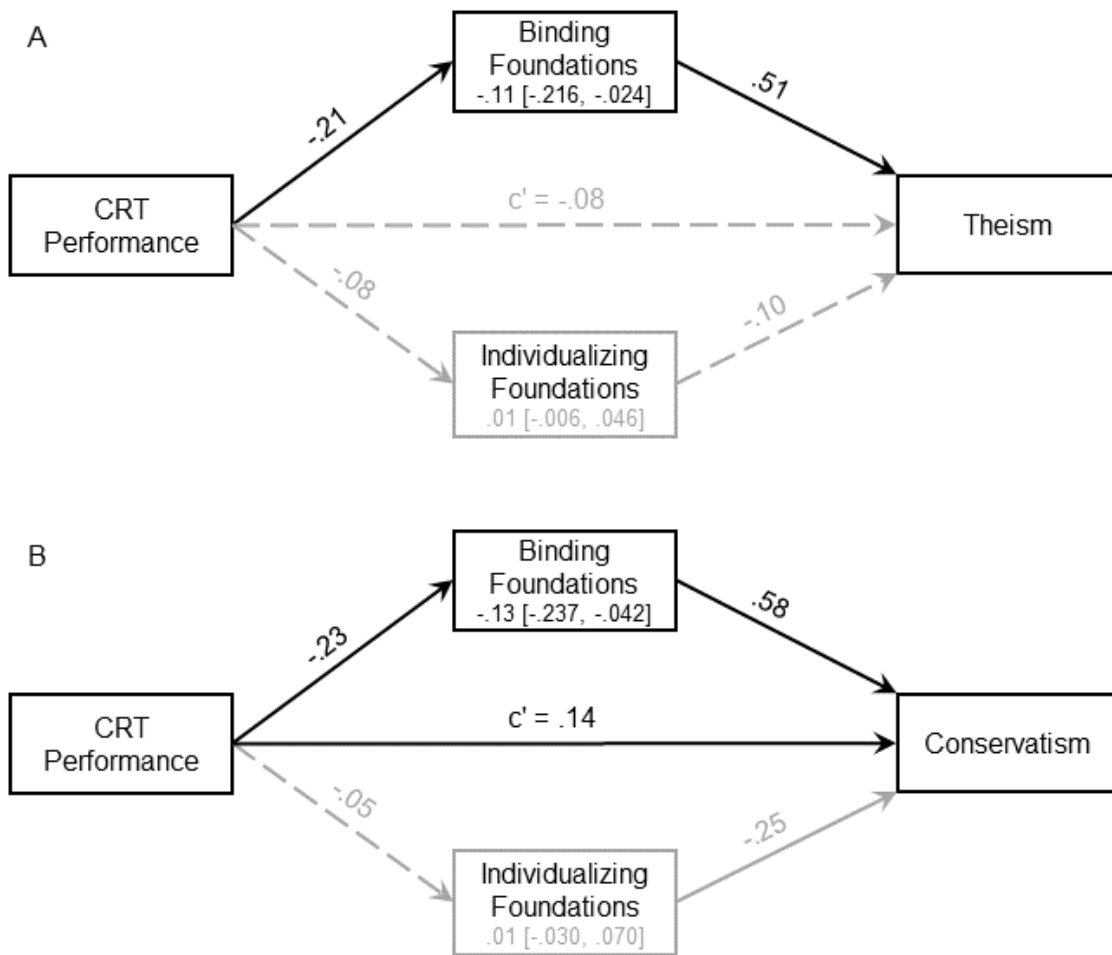 A
Binding
Foundations
-.11 [-.216, -.024]
-.21
.51
CRT
Performance
c' = -.08
Theism
-.08
-.10
Individualizing
Foundations
.01 [-.006, .046]
B
Binding
Foundations
-.13 [-.237, -.042]
-.23
.58
CRT
Performance
c' = .14
Conservatism
-.05
-.25
Individualizing
Foundations
.01 [-.030, .070]